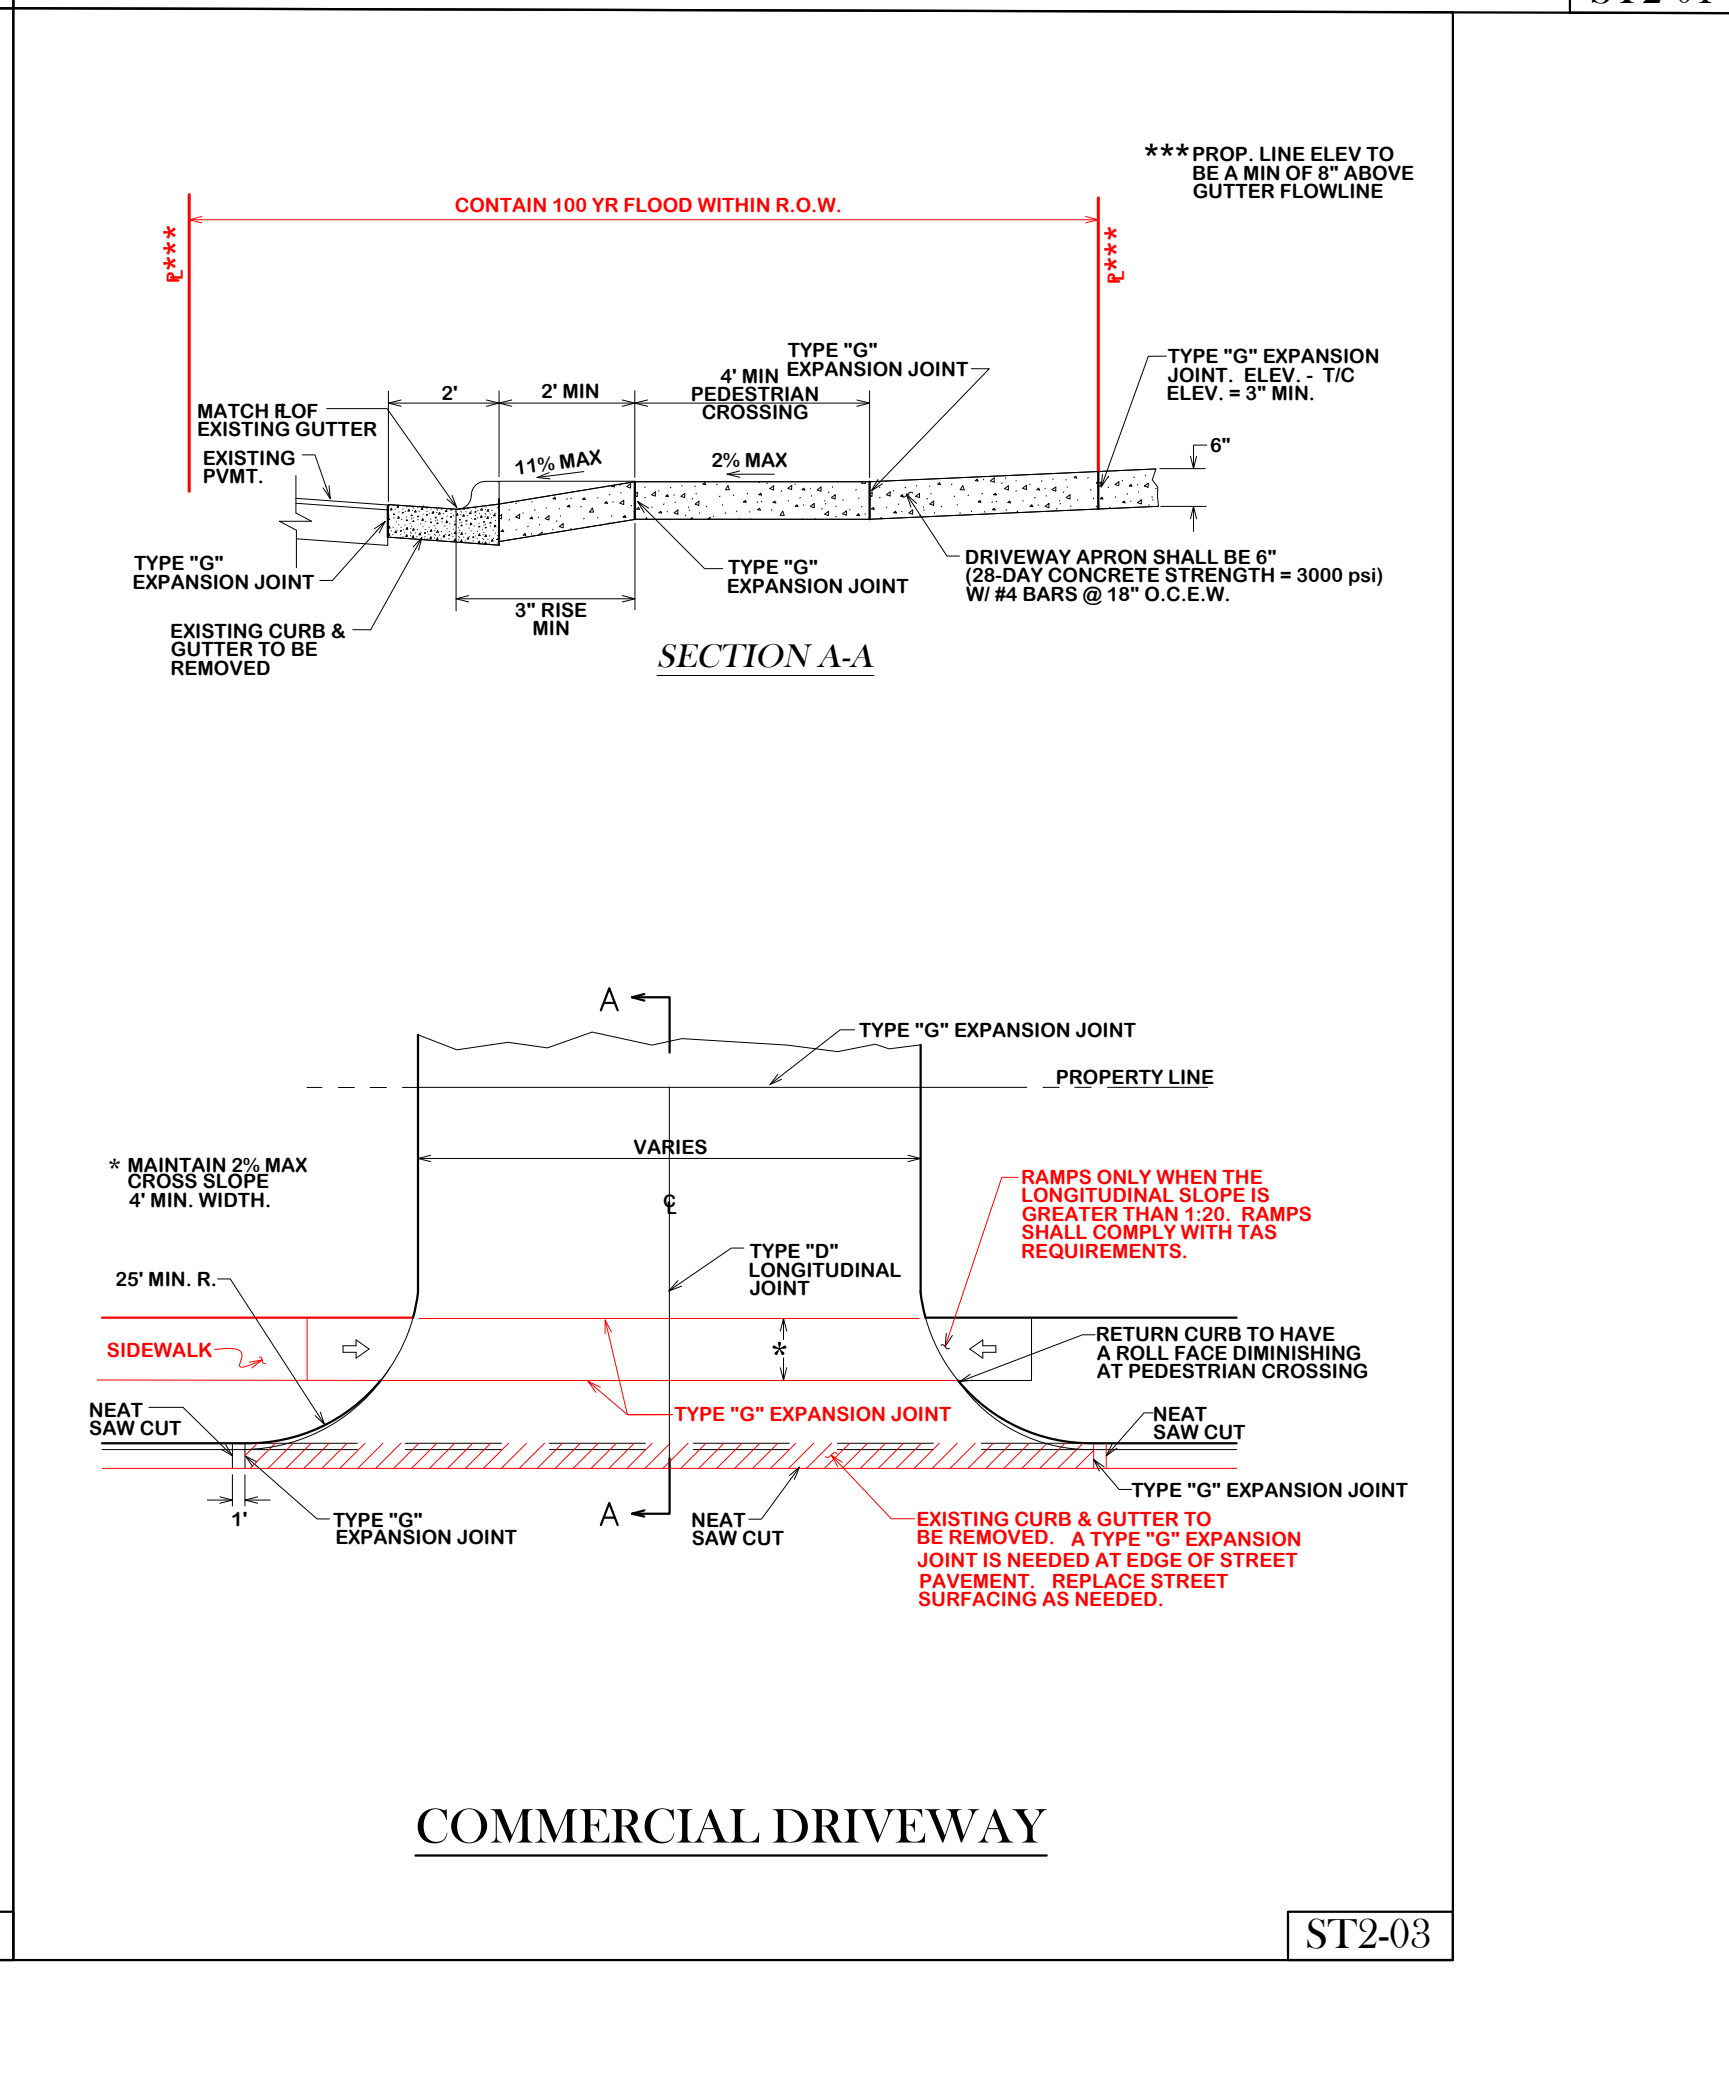 ***PROP. LINE ELEV TO
BE A MIN OF 8" ABOVE
GUTTER FLOWLINE
CONTAIN 100 YR FLOOD WITHIN R.O.W.
PL***
PL***
TYPE "G"
EXPANSION JOINT
TYPE "G" EXPANSION
JOINT. ELEV. - T/C
ELEV. = 3" MIN.
2'
2' MIN
4' MIN
PEDESTRIAN
CROSSING
MATCH FL OF
EXISTING GUTTER
EXISTING
PVMT.
11% MAX
2% MAX
6"
TYPE "G"
EXPANSION JOINT
TYPE "G"
EXPANSION JOINT
DRIVEWAY APRON SHALL BE 6"
(28-DAY CONCRETE STRENGTH = 3000 psi)
W/ #4 BARS @ 18" O.C.E.W.
3" RISE
MIN
EXISTING CURB &
GUTTER TO BE
REMOVED
SECTION A-A
A
TYPE "G" EXPANSION JOINT
PROPERTY LINE
VARIES
* MAINTAIN 2% MAX
CROSS SLOPE
4' MIN. WIDTH.
CL
RAMPS ONLY WHEN THE
LONGITUDINAL SLOPE IS
GREATER THAN 1:20. RAMPS
SHALL COMPLY WITH TAS
REQUIREMENTS.
TYPE "D"
LONGITUDINAL
JOINT
25' MIN. R.
SIDEWALK
*
RETURN CURB TO HAVE
A ROLL FACE DIMINISHING
AT PEDESTRIAN CROSSING
NEAT
SAW CUT
TYPE "G" EXPANSION JOINT
NEAT
SAW CUT
TYPE "G" EXPANSION JOINT
1'
TYPE "G"
EXPANSION JOINT
A
NEAT
SAW CUT
EXISTING CURB & GUTTER TO
BE REMOVED. A TYPE "G" EXPANSION
JOINT IS NEEDED AT EDGE OF STREET
PAVEMENT. REPLACE STREET
SURFACING AS NEEDED.
COMMERCIAL DRIVEWAY
ST2-03